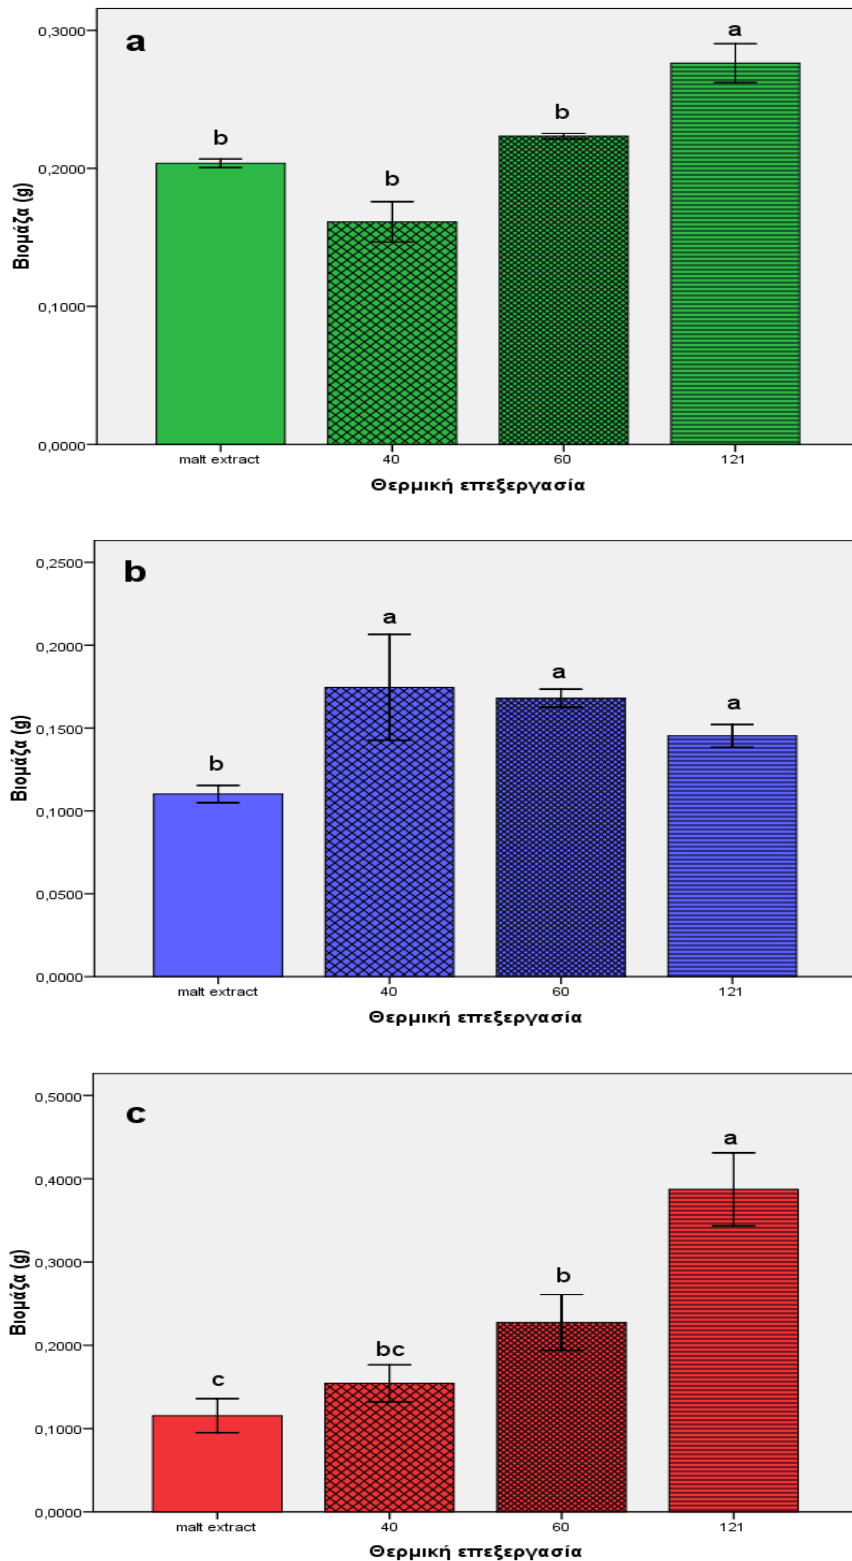 a
0,3000
0,2000
0,1000
0,0000
Βιομάζα (g)
b
b
b
a
malt extract 40 60 121
Θερμική επεξεργασία
b
0,2500
0,2000
0,1500
0,1000
0,0500
0,0000
Βιομάζα (g)
b
a
a
a
malt extract 40 60 121
Θερμική επεξεργασία
c
0,5000
0,4000
0,3000
0,2000
0,1000
0,0000
Βιομάζα (g)
c
bc
b
a
malt extract 40 60 121
Θερμική επεξεργασία